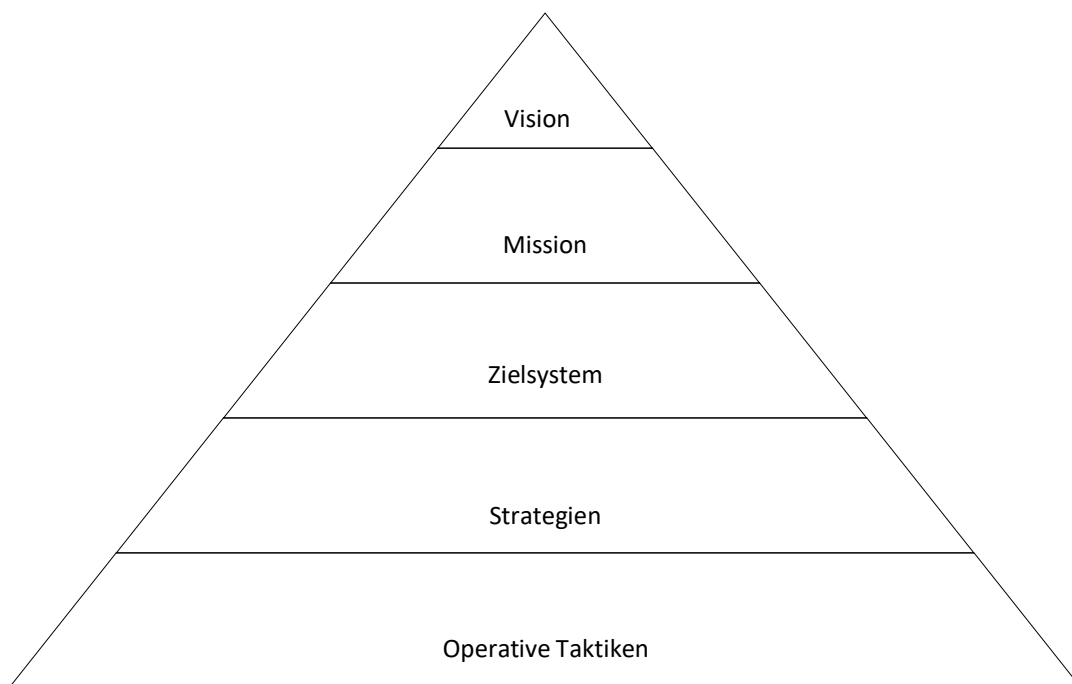 Vision
Mission
Zielsystem
Strategien
Operative Taktiken